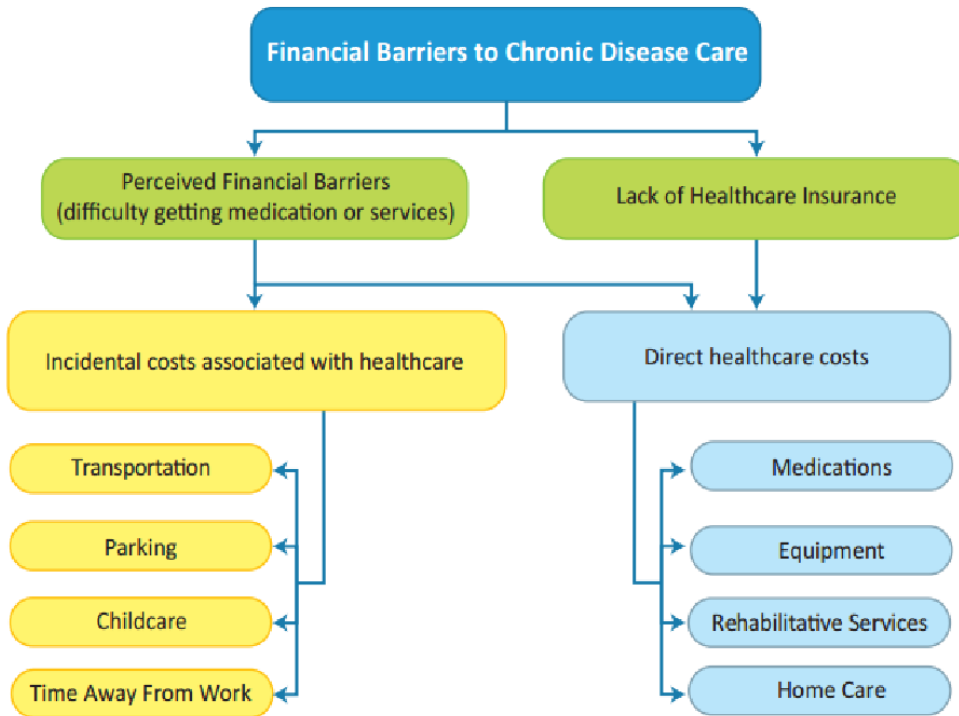 Financial Barriers to Chronic Disease Care
Perceived Financial Barriers
(difficulty getting medication or services)
Lack of Healthcare Insurance
Incidental costs associated with healthcare
Direct healthcare costs
Transportation
Parking
Childcare
Time Away From Work
Medications
Equipment
Rehabilitative Services
Home Care